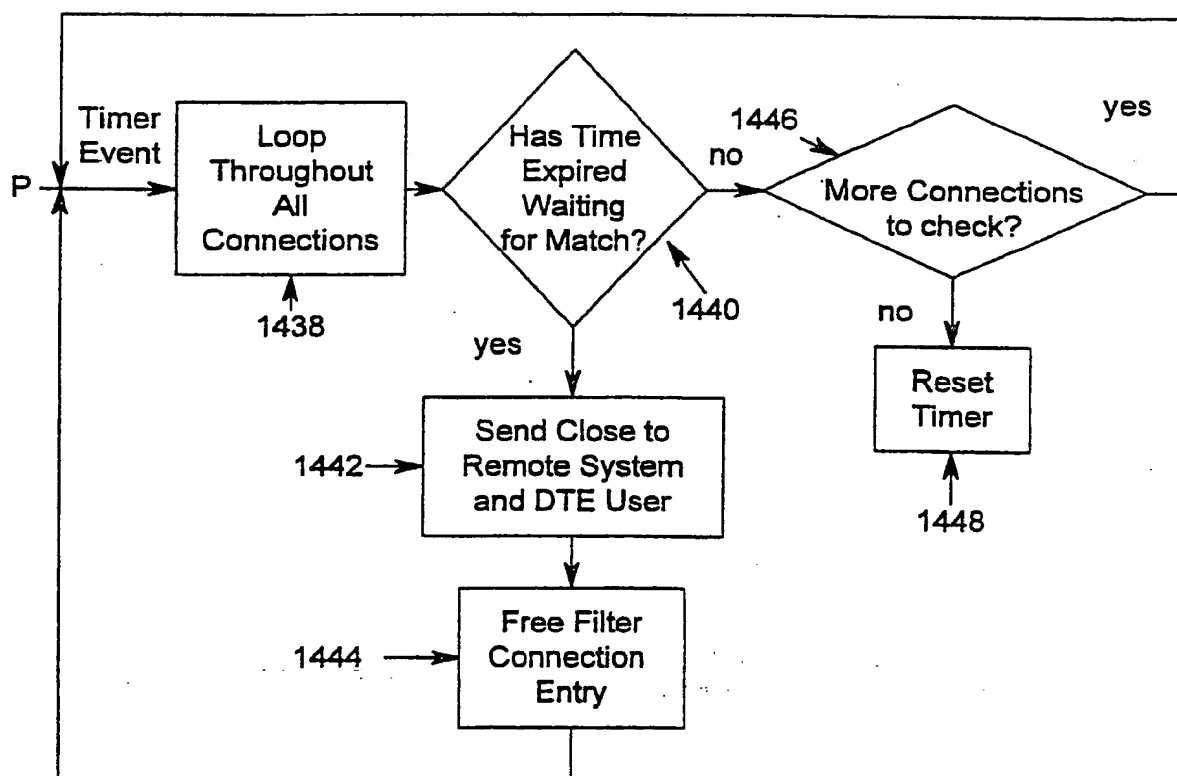 P
Timer
Event
Loop
Throughout
All
Connections
1438
Has Time
Expired
Waiting
for Match?
1440
no
yes
1446
More Connections
to check?
yes
no
Reset
Timer
1448
1442
Send Close to
Remote System
and DTE User
1444
Free Filter
Connection
Entry